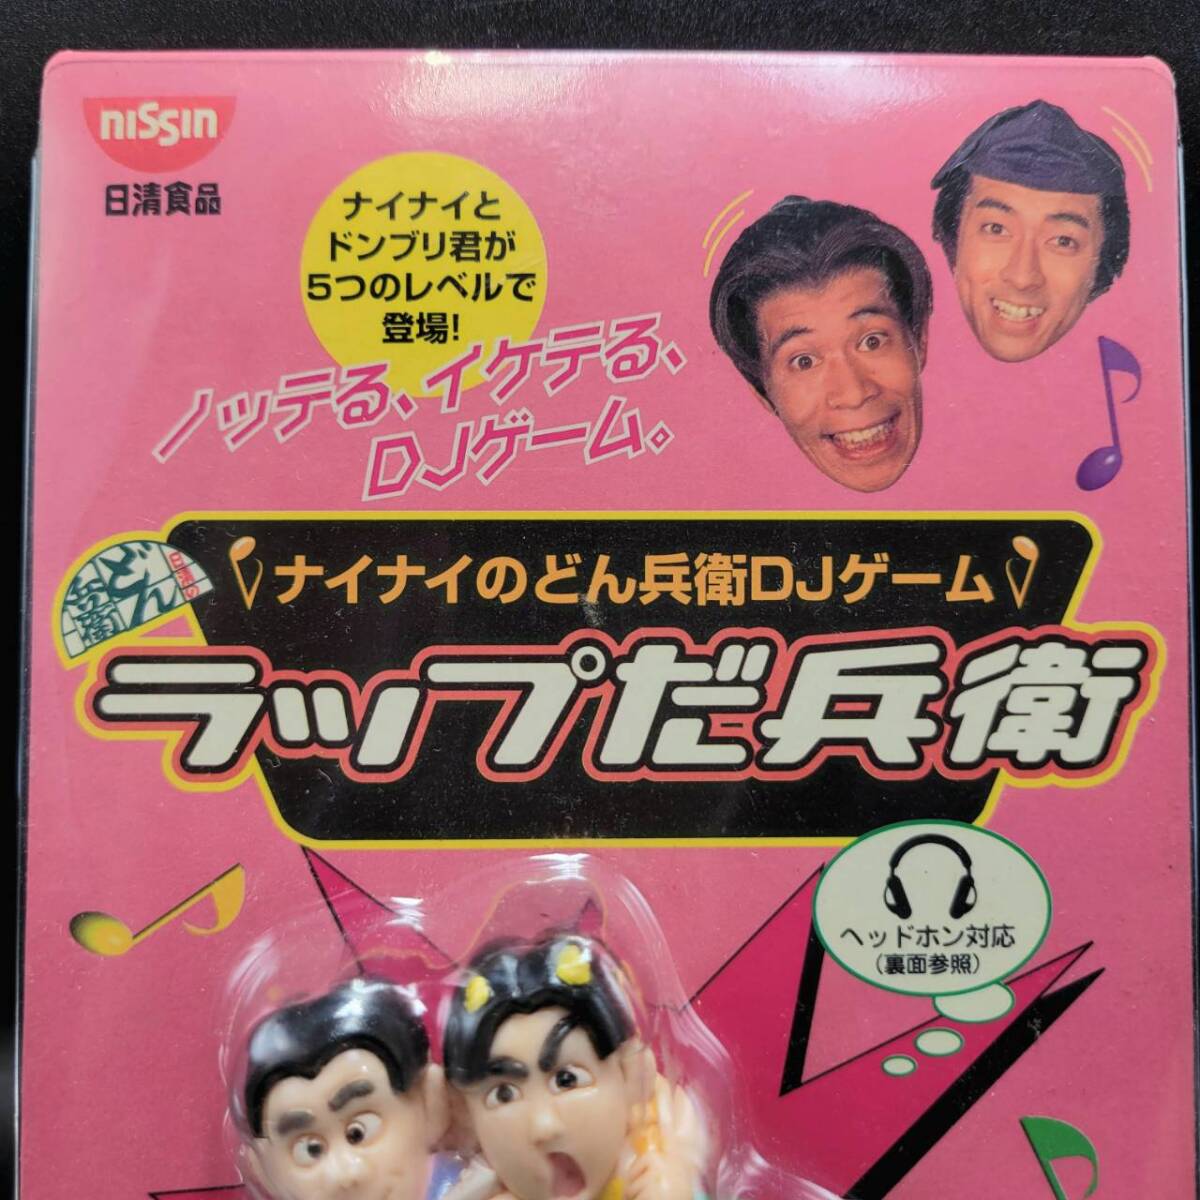 nissin
日清食品
ナイナイと
ドンブリ君が
5つのレベルで
登場!
ノッテる、イケテる、
DJゲーム。
日清の
どん
兵衛
ナイナイのどん兵衛DJゲーム
ラップだ兵衛
ヘッドホン対応
(裏面参照)